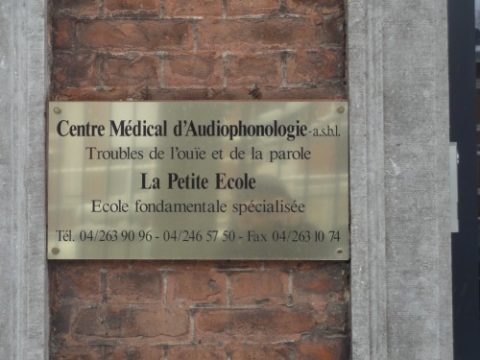 Centre Médical d'Audiophonologie-a.s.b.l.
Troubles de l'ouïe et de la parole
La Petite Ecole
Ecole fondamentale spécialisée
Tél. 04/263 90 96 - 04/246 57 50 - Fax 04/263 10 74